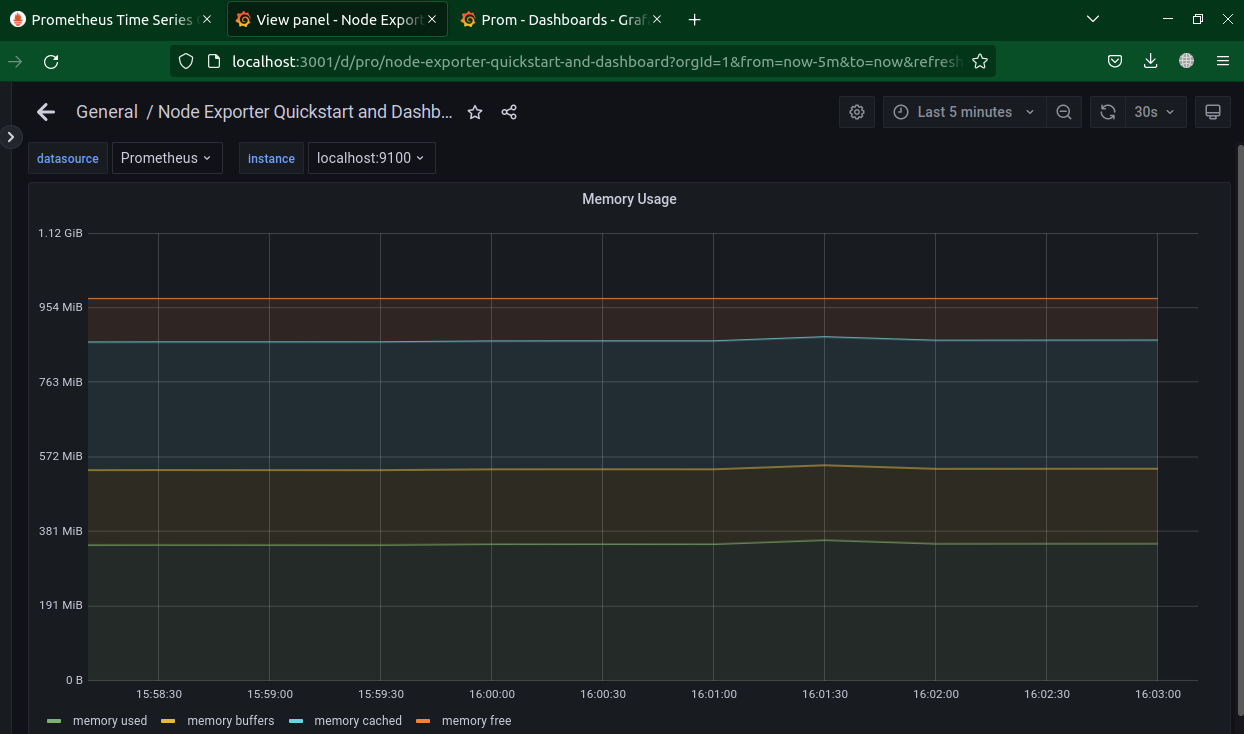 Prometheus Time Series
View panel - Node Export
Prom - Dashboards - Graf
localhost:3001/d/pro/node-exporter-quickstart-and-dashboard?orgId=1&from=now-5m&to=now&refresh
General / Node Exporter Quickstart and Dashb...
Last 5 minutes
30s
datasource
Prometheus
instance
localhost:9100
Memory Usage
1.12 GiB
954 MiB
763 MiB
572 MiB
381 MiB
191 MiB
0 B
15:58:30 15:59:00 15:59:30 16:00:00 16:00:30 16:01:00 16:01:30 16:02:00 16:02:30 16:03:00
memory used memory buffers memory cached memory free